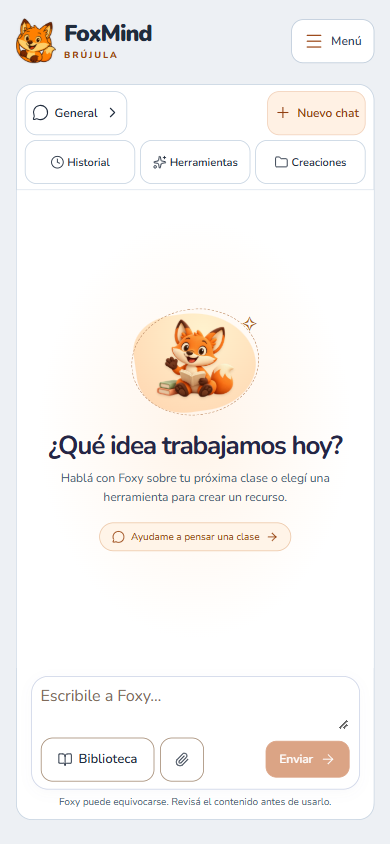 FoxMind
BRÚJULA
Menú
General
Nuevo chat
Historial
Herramientas
Creaciones
¿Qué idea trabajamos hoy?
Hablá con Foxy sobre tu próxima clase o elegí una
herramienta para crear un recurso.
Ayudame a pensar una clase
Escribile a Foxy...
Biblioteca
Enviar
Foxy puede equivocarse. Revisá el contenido antes de usarlo.